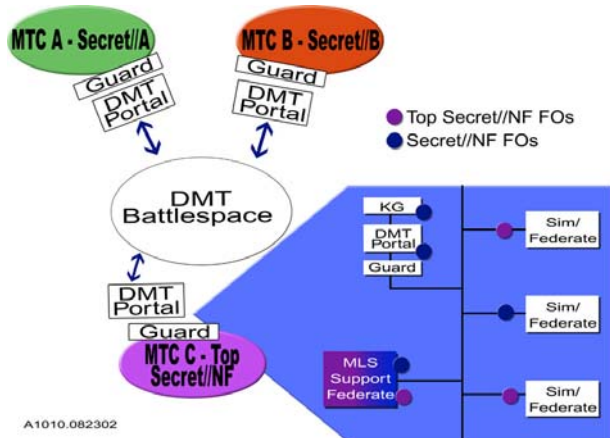 MTC A - Secret//A
Guard
DMT
Portal
MTC B - Secret//B
Guard
DMT
Portal
Top Secret//NF FOs
Secret//NF FOs
DMT
Battlespace
DMT
Portal
Guard
MTC C - Top
Secret//NF
KG
DMT
Portal
Guard
Sim/
Federate
Sim/
Federate
MLS
Support
Federate
Sim/
Federate
A1010.082302